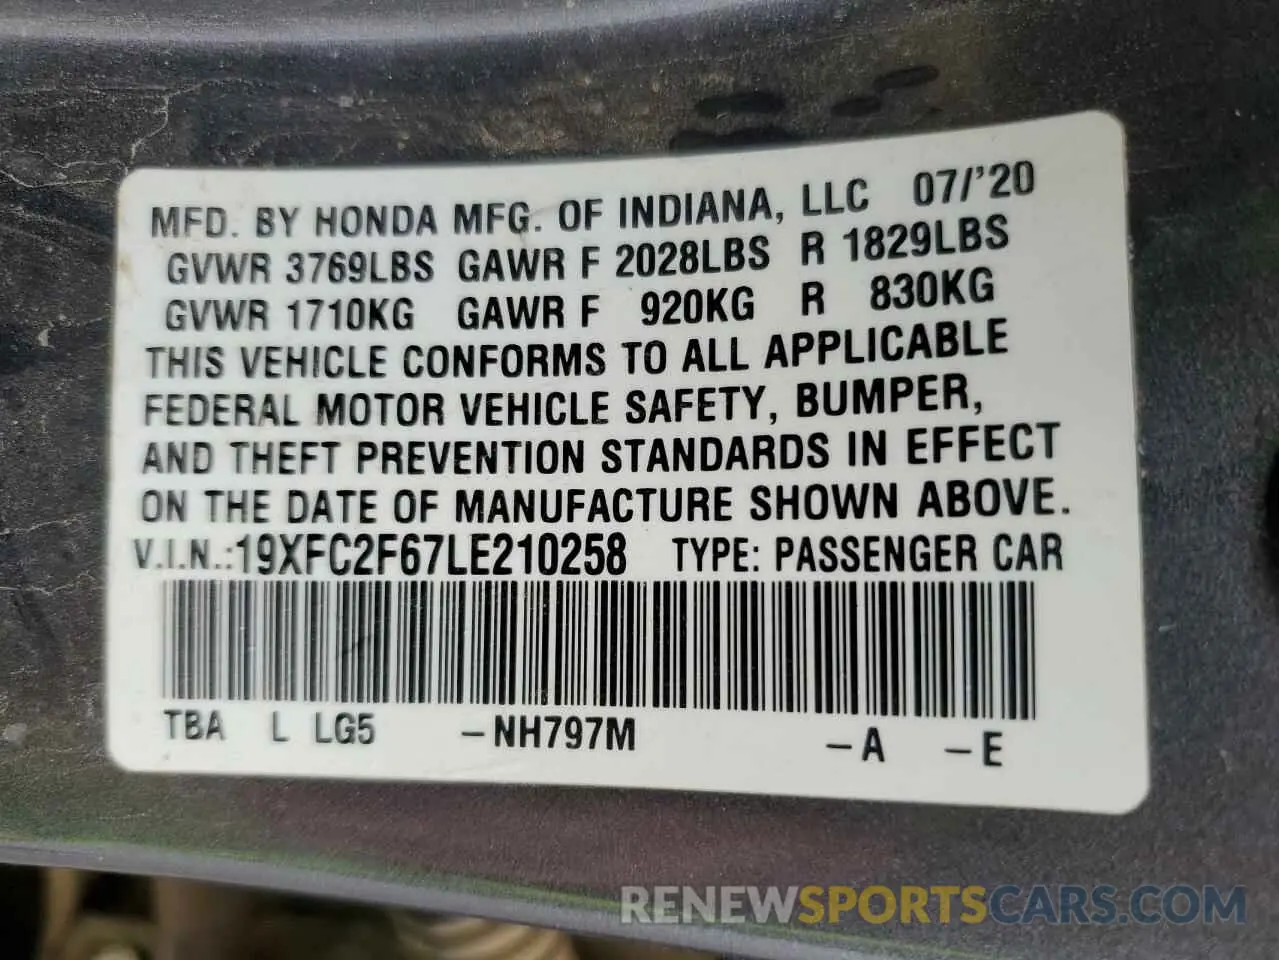 MFD. BY HONDA MFG. OF INDIANA, LLC 07/'20
GVWR 3769LBS GAWR F 2028LBS R 1829LBS
GVWR 1710KG GAWR F 920KG R 830KG
THIS VEHICLE CONFORMS TO ALL APPLICABLE
FEDERAL MOTOR VEHICLE SAFETY, BUMPER,
AND THEFT PREVENTION STANDARDS IN EFFECT
ON THE DATE OF MANUFACTURE SHOWN ABOVE.
V.I.N.:19XFC2F67LE210258 TYPE: PASSENGER CAR
TBA L LG5 –NH797M –A –E
RENEWSPORTSCARS.COM